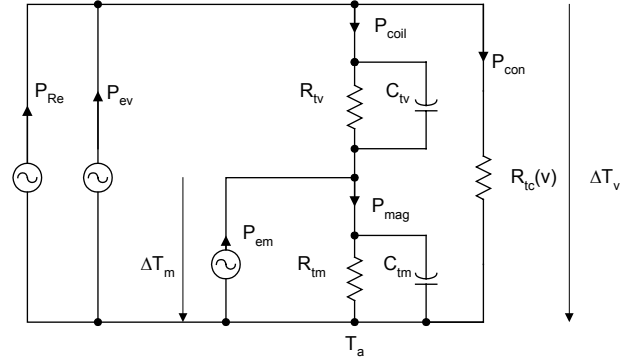 P_coil
P_con
P_Re
P_ev
R_tv
C_tv
R_tc(v)
ΔT_v
P_mag
P_em
ΔT_m
R_tm
C_tm
T_a